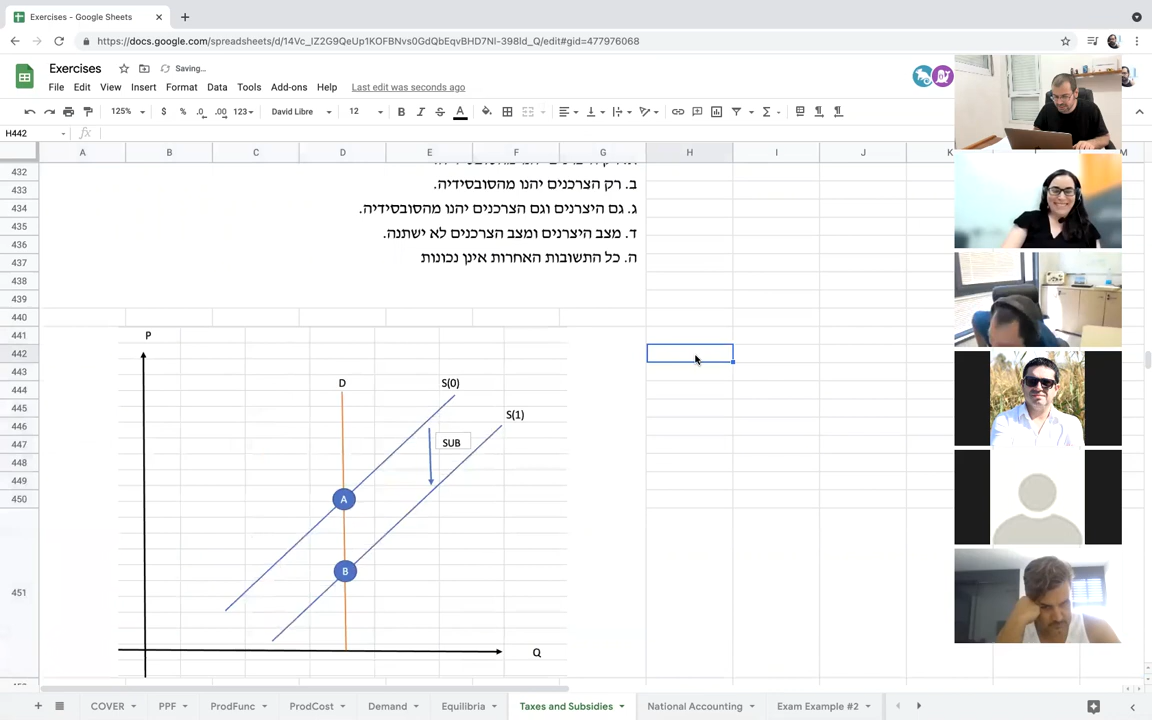 Exercises - Google Sheets
https://docs.google.com/spreadsheets/d/14Vc_IZ2G9QeUp1KOFBNvs0GdQbEqvBHD7Nl-398ld_Q/edit#gid=477976068
Exercises
Saving...
File Edit View Insert Format Data Tools Add-ons Help Last edit was seconds ago
125% $ % .0 .00 123 David Libre 12 B I S A
H442
A B C D E F G H I J K M
432
433 ב. רק הצרכנים יהנו מהסובסידיה.
434 ג. גם היצרנים וגם הצרכנים יהנו מהסובסידיה.
435 ד. מצב היצרנים ומצב הצרכנים לא ישתנה.
436
437 ה. כל התשובות האחרות אינן נכונות
438
439
440
441 P
442
443
444 D S(0)
445
446 S(1)
447 SUB
448
449
450 A
B
451
Q
COVER PPF ProdFunc ProdCost Demand Equilibria Taxes and Subsidies National Accounting Exam Example #2